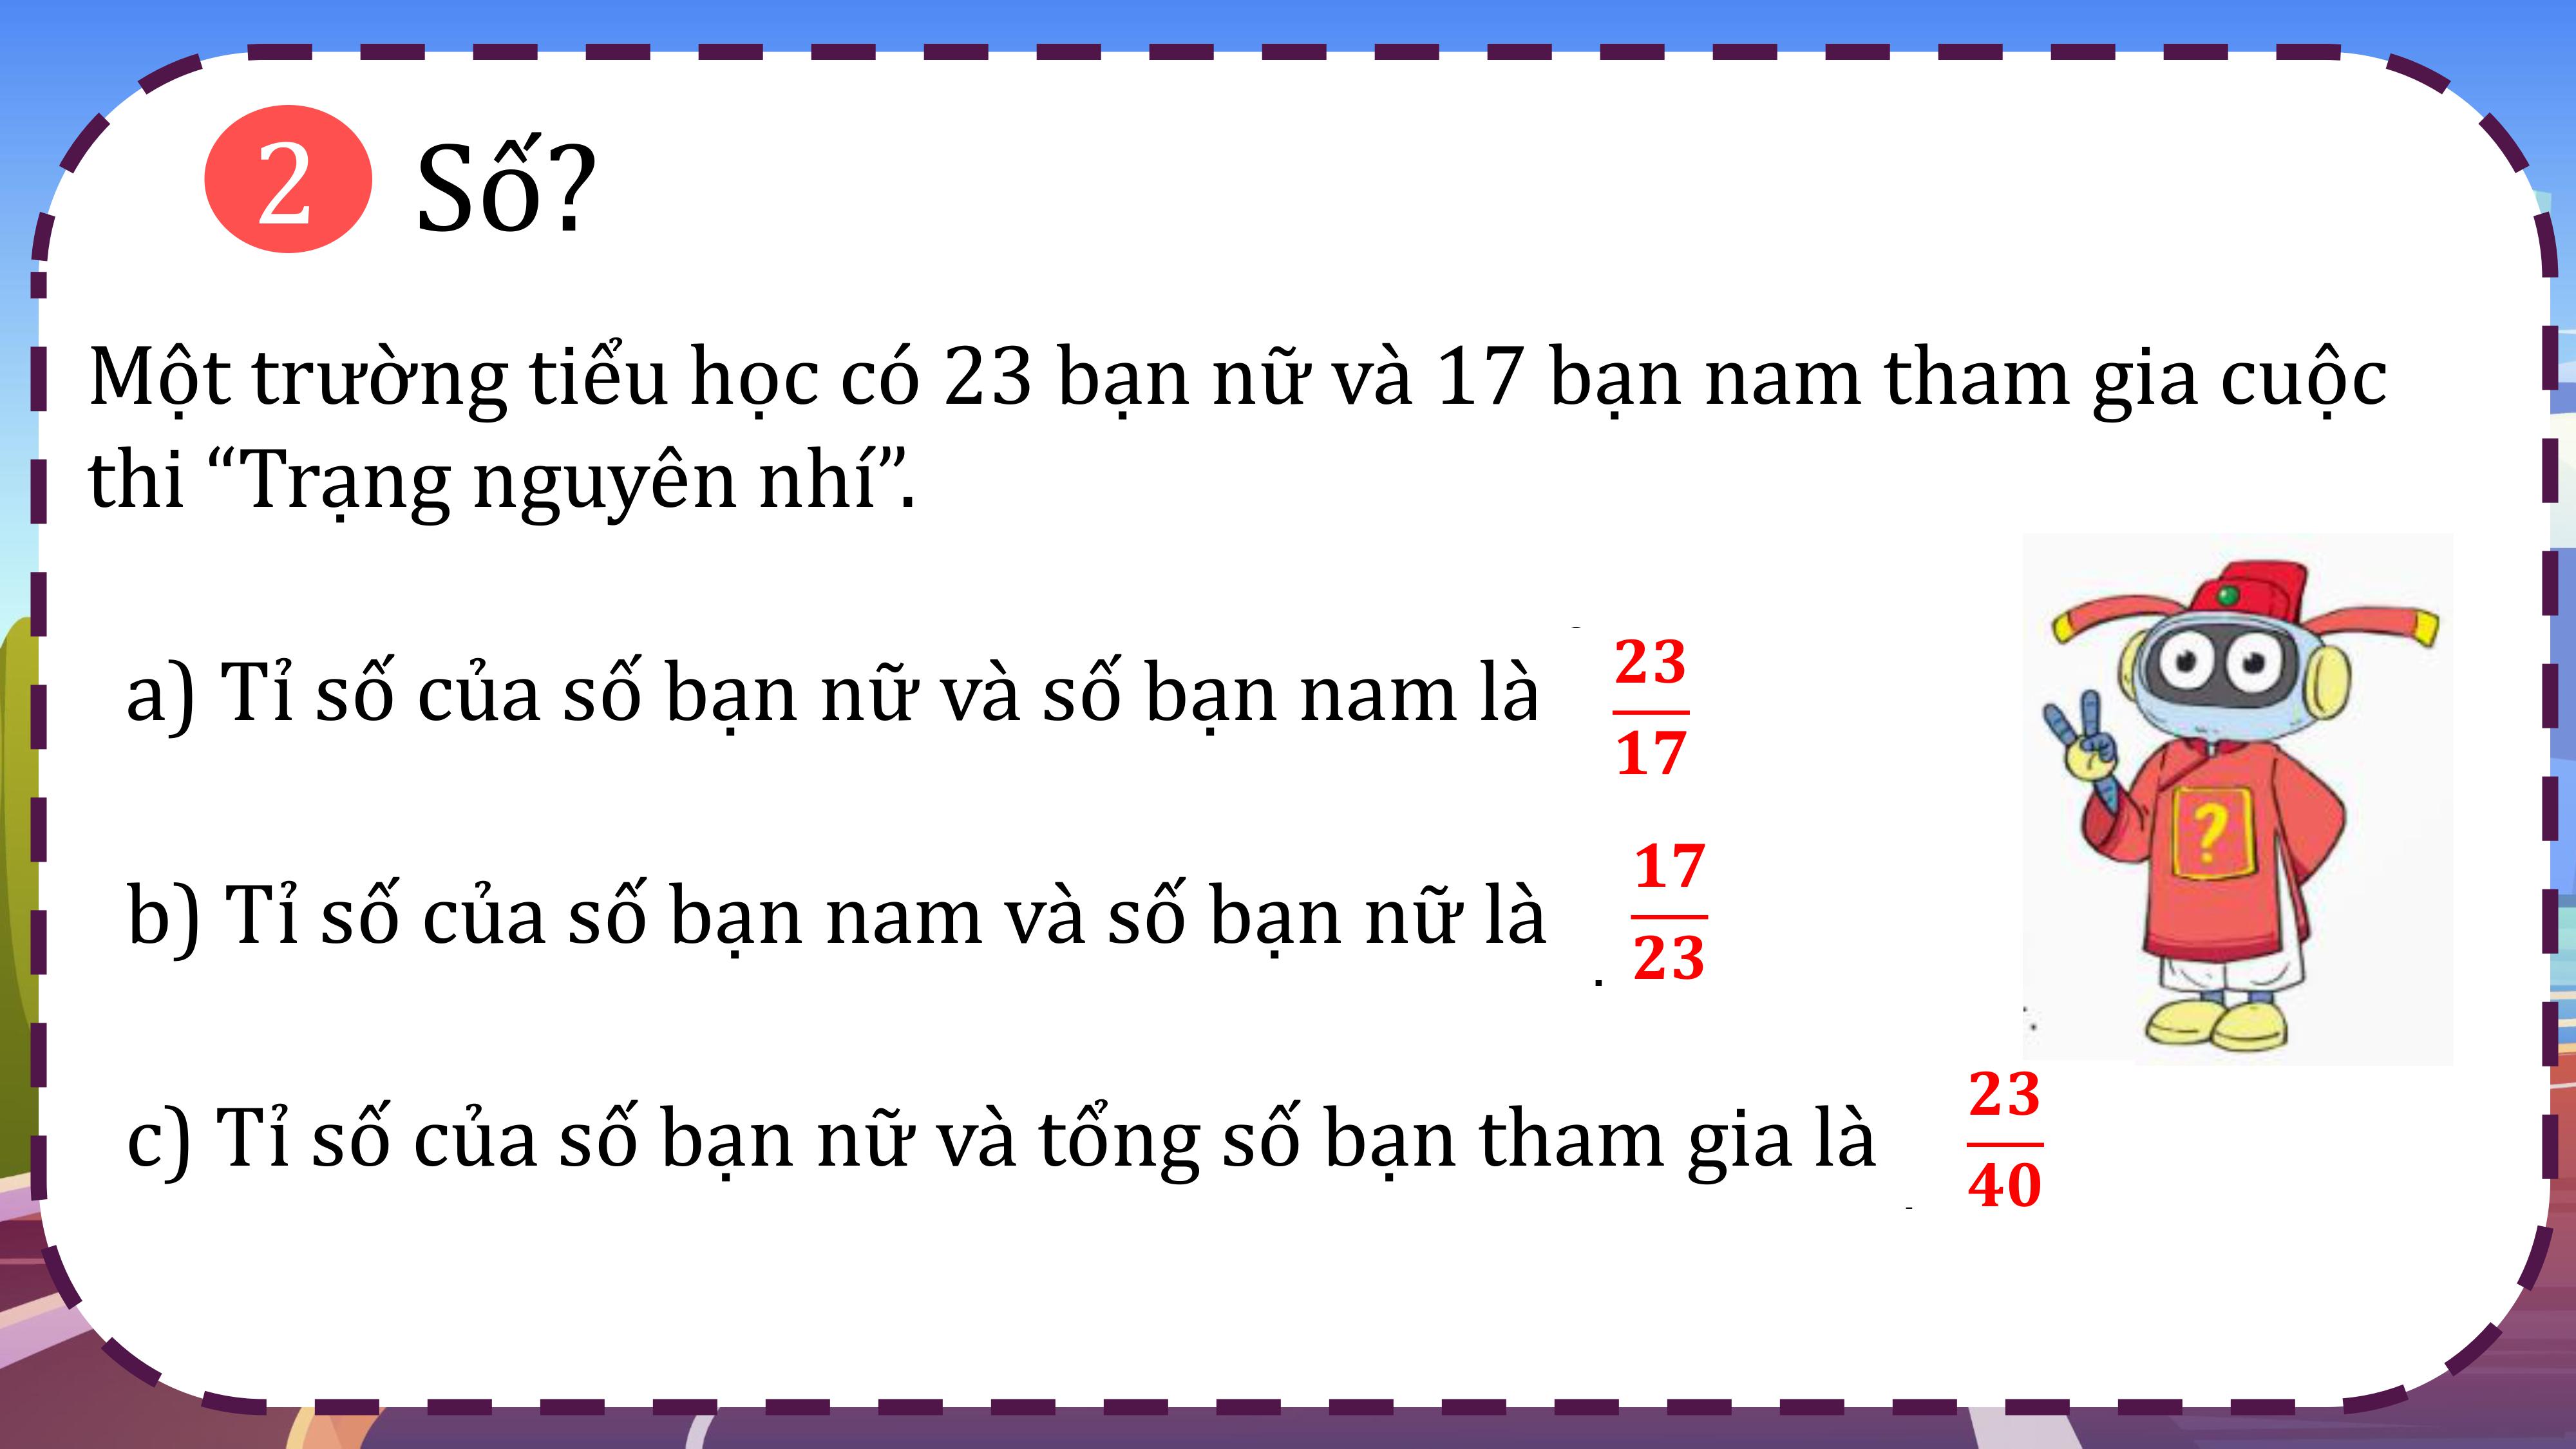 2 Số?
Một trường tiểu học có 23 bạn nữ và 17 bạn nam tham gia cuộc
thi “Trạng nguyên nhí”.
a) Tỉ số của số bạn nữ và số bạn nam là 23/17
b) Tỉ số của số bạn nam và số bạn nữ là 17/23
.
?
c) Tỉ số của số bạn nữ và tổng số bạn tham gia là 23/40